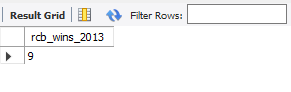 Result Grid Filter Rows:
rcb_wins_2013
9